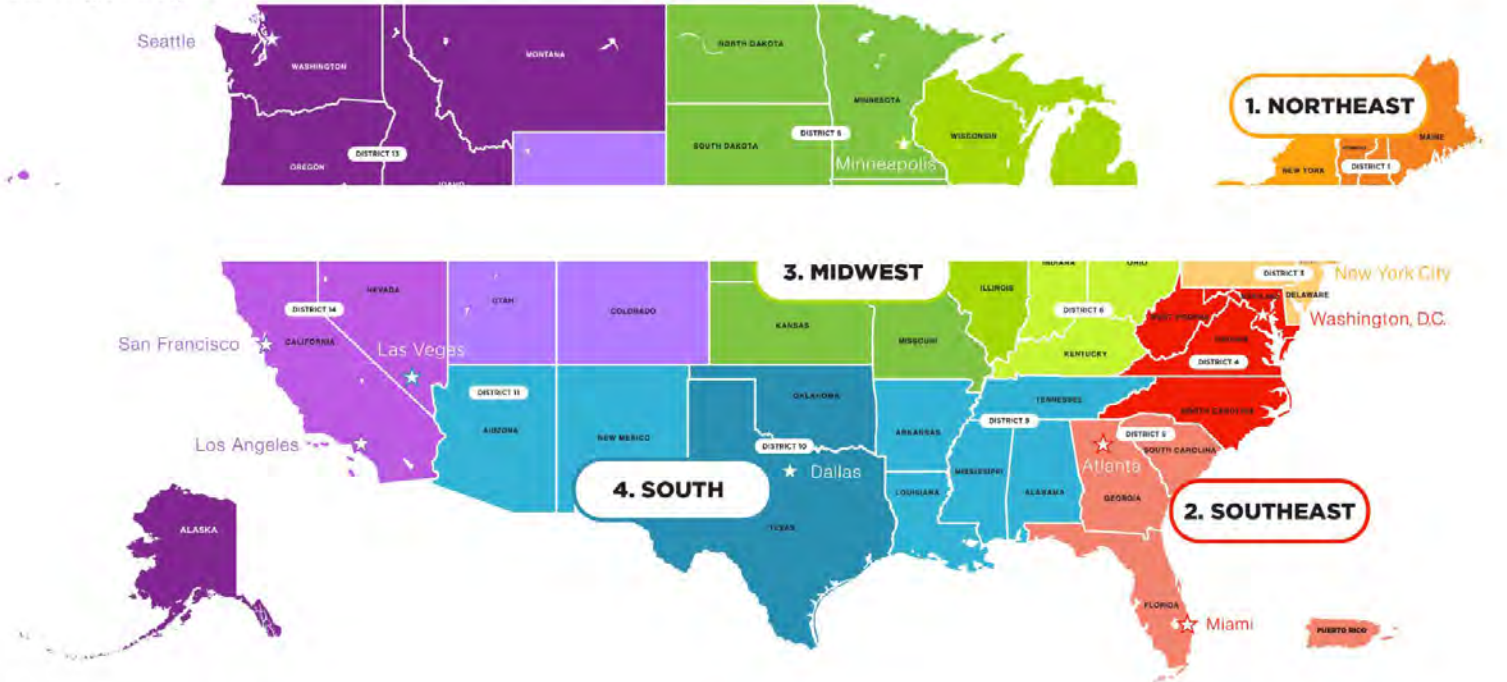 Seattle
WASHINGTON
MONTANA
NORTH DAKOTA
MINNESOTA
1. NORTHEAST
MAINE
OREGON
DISTRICT 13
SOUTH DAKOTA
Minneapolis
WISCONSIN
NEW YORK
DISTRICT 1
NEVADA
DISTRICT 14
UTAH
COLORADO
3. MIDWEST
ILLINOIS
INDIANA
OHIO
DISTRICT 3
New York City
DELAWARE
San Francisco
CALIFORNIA
Las Vegas
KANSAS
MISSOURI
DISTRICT 6
KENTUCKY
WEST VIRGINIA
VIRGINIA
Washington, D.C.
DISTRICT 4
Los Angeles
DISTRICT 11
ARIZONA
NEW MEXICO
OKLAHOMA
DISTRICT 10
Dallas
ARKANSAS
TENNESSEE
DISTRICT 9
NORTH CAROLINA
DISTRICT 5
SOUTH CAROLINA
Atlanta
4. SOUTH
TEXAS
LOUISIANA
MISSISSIPPI
ALABAMA
GEORGIA
2. SOUTHEAST
ALASKA
FLORIDA
Miami
PUERTO RICO